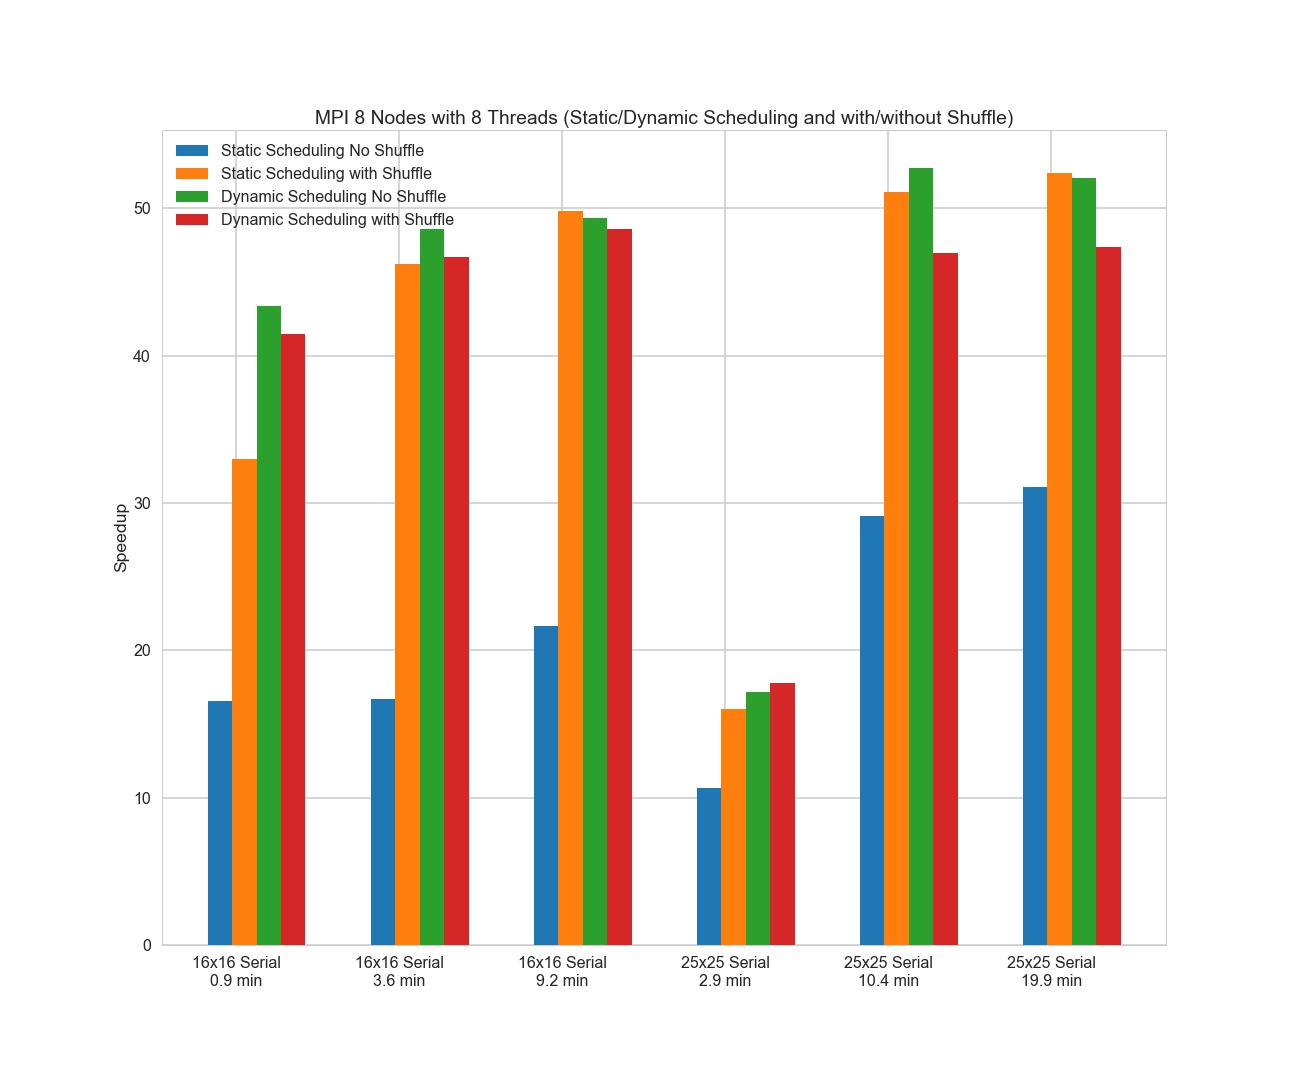 MPI 8 Nodes with 8 Threads (Static/Dynamic Scheduling and with/without Shuffle)
Static Scheduling No Shuffle
Static Scheduling with Shuffle
Dynamic Scheduling No Shuffle
Dynamic Scheduling with Shuffle
Speedup
50
40
30
20
10
0
16x16 Serial
0.9 min
16x16 Serial
3.6 min
16x16 Serial
9.2 min
25x25 Serial
2.9 min
25x25 Serial
10.4 min
25x25 Serial
19.9 min